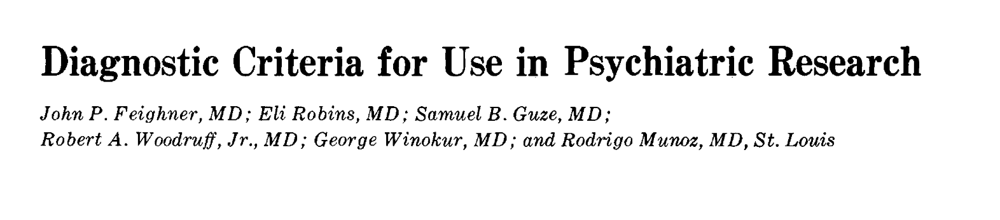 Diagnostic Criteria for Use in Psychiatric Research
John P. Feighner, MD; Eli Robins, MD; Samuel B. Guze, MD;
Robert A. Woodruff, Jr., MD; George Winokur, MD; and Rodrigo Munoz, MD, St. Louis